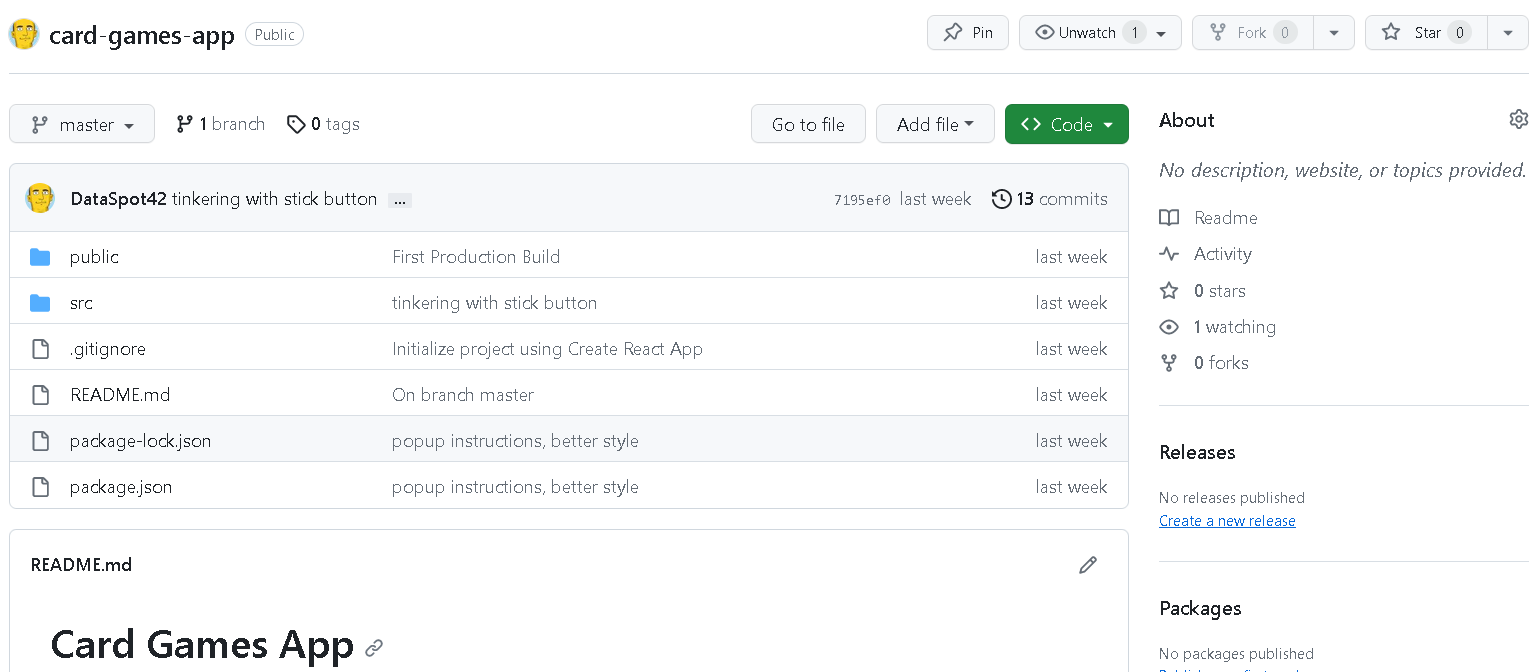 card-games-app Public Pin Unwatch 1 Fork 0 Star 0
master 1 branch 0 tags Go to file Add file Code
DataSpot42 tinkering with stick button ... 7195ef0 last week 13 commits
public First Production Build last week
src tinkering with stick button last week
.gitignore Initialize project using Create React App last week
README.md On branch master last week
package-lock.json popup instructions, better style last week
package.json popup instructions, better style last week
README.md
Card Games App
About
No description, website, or topics provided.
Readme
Activity
0 stars
1 watching
0 forks
Releases
No releases published
Create a new release
Packages
No packages published